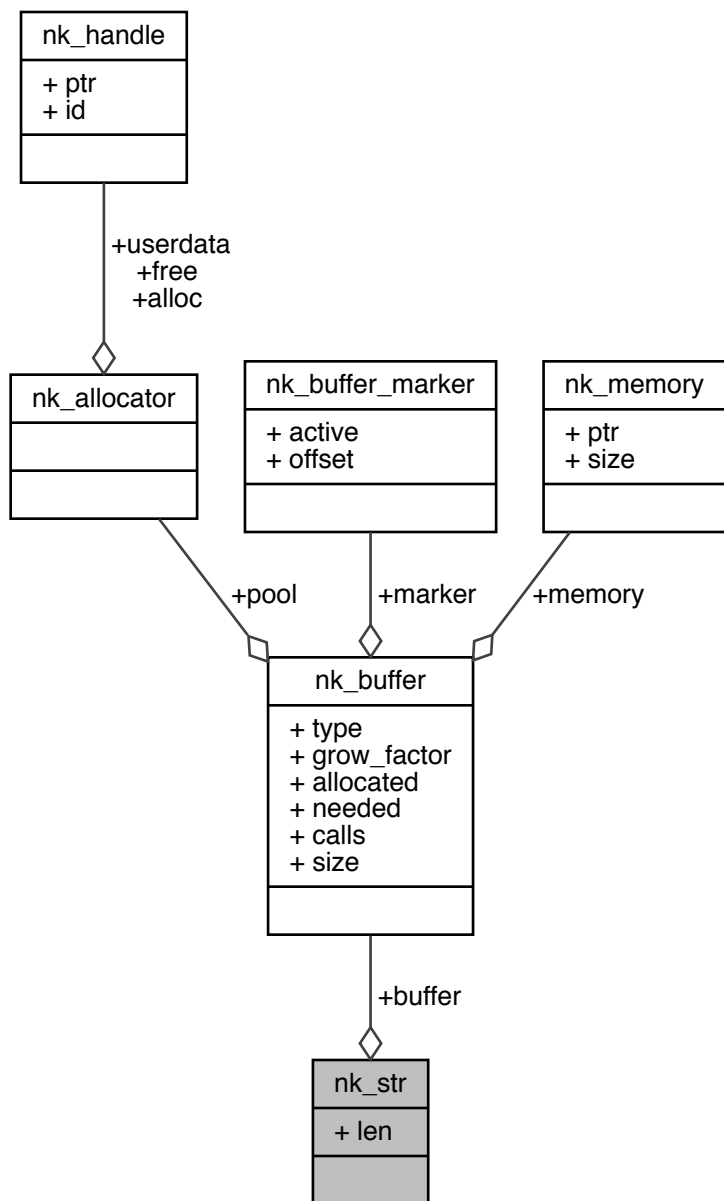 nk_handle
+ ptr
+ id
+userdata
+free
+alloc
nk_allocator
nk_buffer_marker
+ active
+ offset
nk_memory
+ ptr
+ size
+pool
+marker
+memory
nk_buffer
+ type
+ grow_factor
+ allocated
+ needed
+ calls
+ size
+buffer
nk_str
+ len